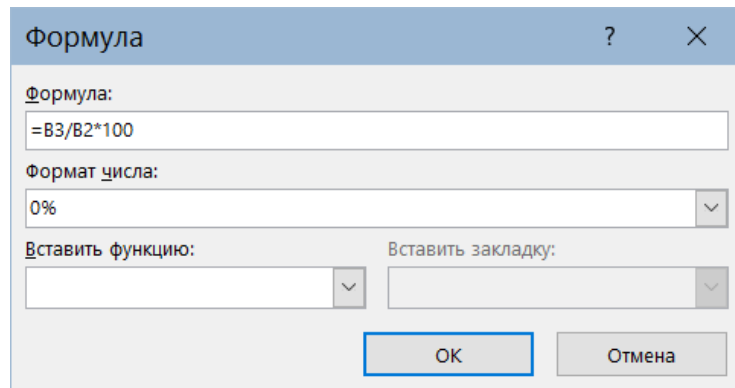 Формула ?
Формула:
=B3/B2*100
Формат числа:
0%
Вставить функцию: Вставить закладку:
ОК Отмена